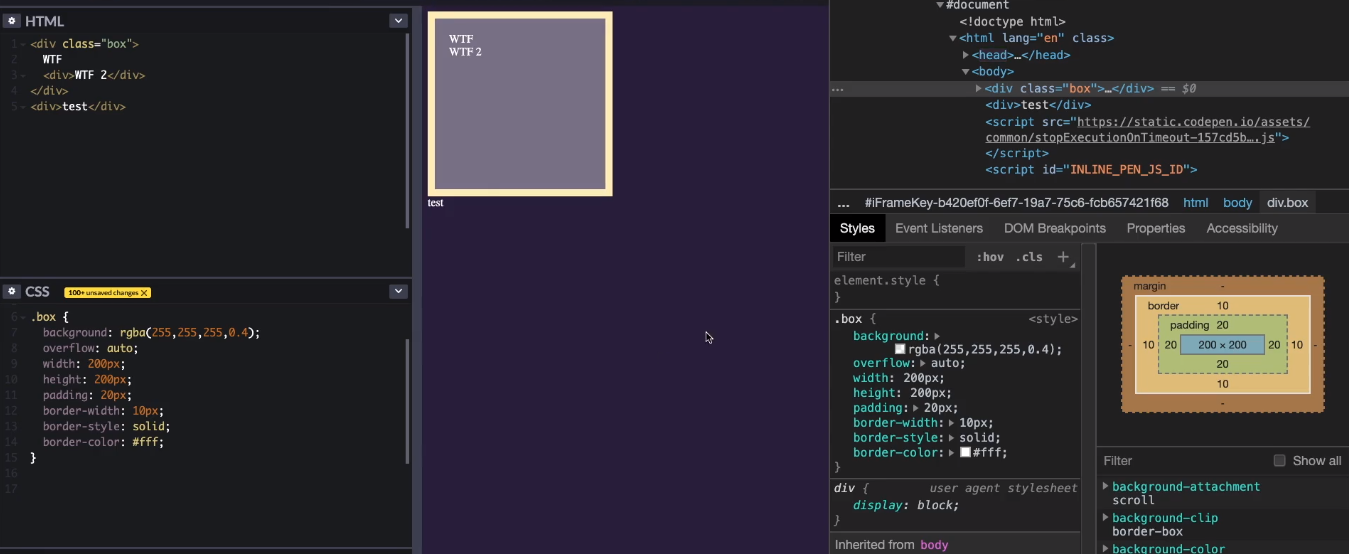 HTML
1 <div class="box">
2 WTF
3 <div>WTF 2</div>
4 </div>
5 <div>test</div>
CSS 100+ unsaved changes X
6 .box {
7 background: rgba(255,255,255,0.4);
8 overflow: auto;
9 width: 200px;
10 height: 200px;
11 padding: 20px;
12 border-width: 10px;
13 border-style: solid;
14 border-color: #fff;
15 }
16
17
WTF
WTF 2
test
#document
<!doctype html>
<html lang="en" class>
<head>…</head>
<body>
… <div class="box">…</div> == $0
<div>test</div>
<script src="https://static.codepen.io/assets/
common/stopExecutionOnTimeout-157cd5b….js">
</script>
<script id="INLINE_PEN_JS_ID">
… #iFrameKey-b420ef0f-6ef7-19a7-75c6-fcb657421f68 html body div.box
Styles Event Listeners DOM Breakpoints Properties Accessibility
Filter :hov .cls +
element.style {
}
.box { <style>
background:
rgba(255,255,255,0.4);
overflow: auto;
width: 200px;
height: 200px;
padding: 20px;
border-width: 10px;
border-style: solid;
border-color: #fff;
}
div { user agent stylesheet
display: block;
}
Inherited from body
margin -
border 10
padding 20
- 10 20 200 × 200 20 10 -
20
10
-
Filter Show all
background-attachment
scroll
background-clip
border-box
background-color